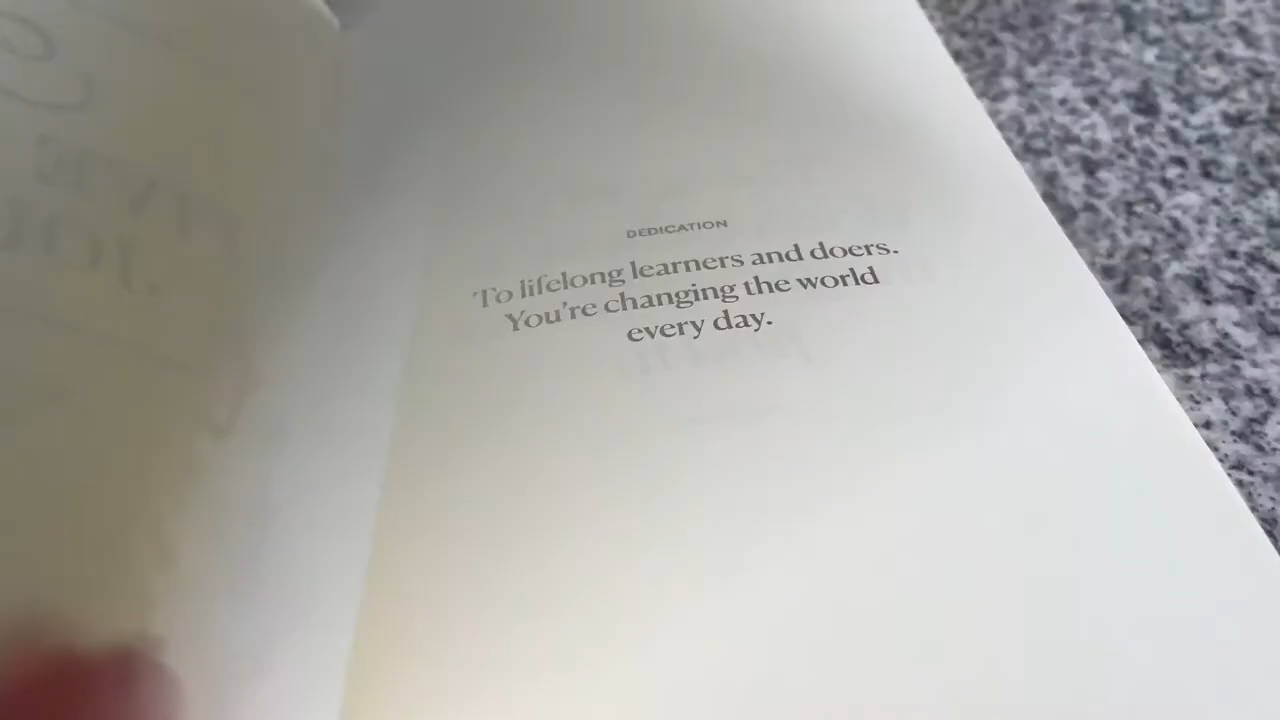 DEDICATION
To lifelong learners and doers.
You're changing the world
every day.